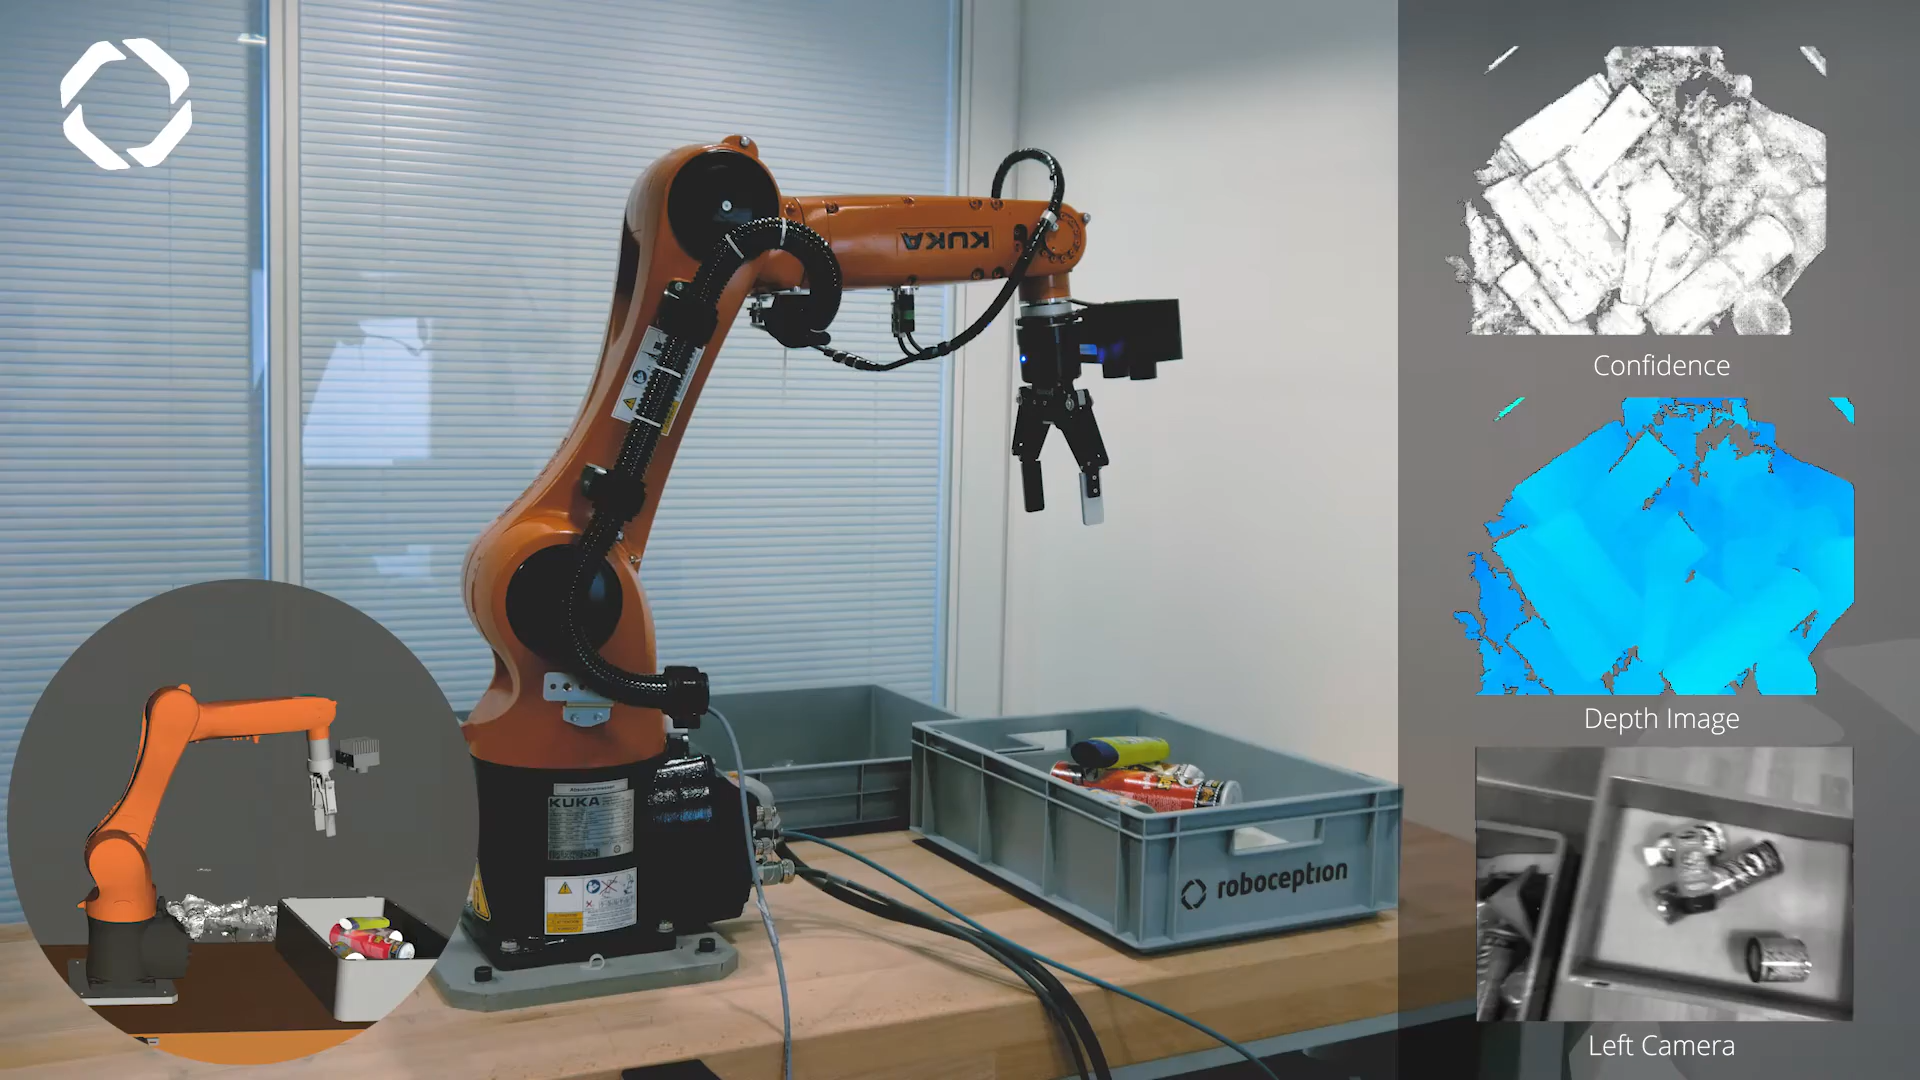 KUKA
KUKA
roboception
Confidence
Depth Image
Left Camera